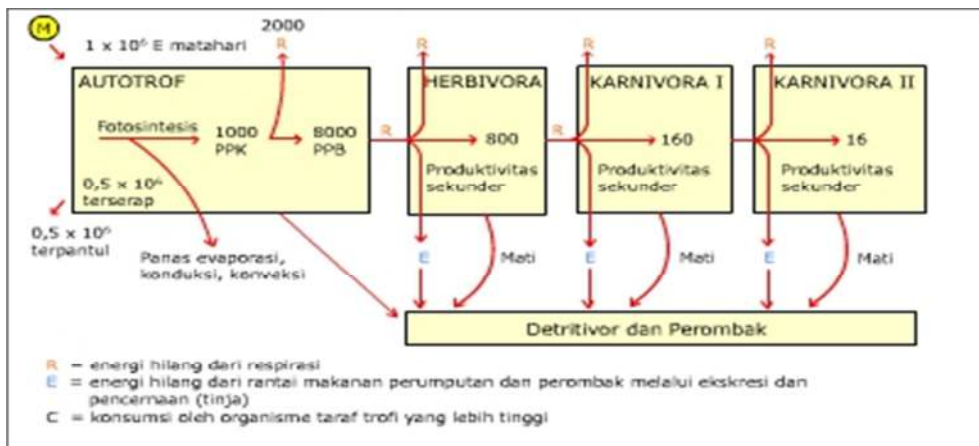 M
1 x 10⁶ E matahari
2000
R
R
R
R
AUTOTROF
HERBIVORA
KARNIVORA I
KARNIVORA II
Fotosintesis
1000
PPK
8000
PPB
R
800
R
160
16
Produktivitas
sekunder
Produktivitas
sekunder
Produktivitas
sekunder
0,5 x 10⁶
terserap
0,5 x 10⁶
terpantul
Panas evaporasi,
konduksi, konveksi
E
Mati
E
Mati
E
Mati
Detritivor dan Perombak
R = energi hilang dari respirasi
E = energi hilang dari rantai makanan perumputan dan perombak melalui ekskresi dan
pencernaan (tinja)
C = konsumsi oleh organisme taraf trofi yang lebih tinggi